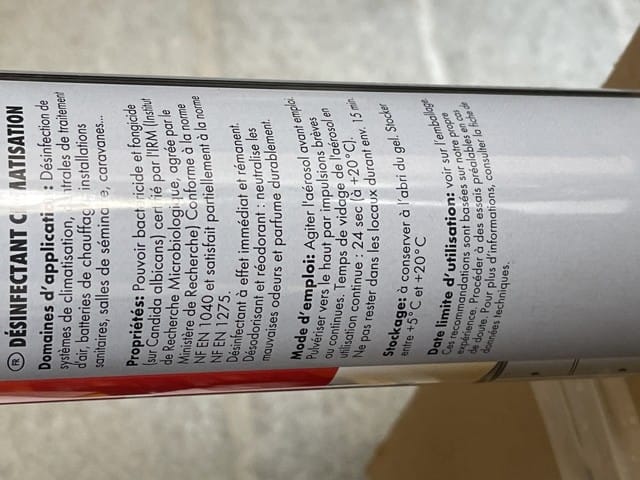 FR DÉSINFECTANT CLIMATISATION
Domaines d'application : Désinfection de
systèmes de climatisation, centrales de traitement
d'air, batteries de chauffage, installations
sanitaires, salles de séminaire, caravanes...
Propriétés: Pouvoir bactéricide et fongicide
(sur Candida albicans) certifié par l'IRM (Institut
de Recherche Microbiologique, agréée par le
Ministère de Recherche) Conforme à la norme
NF EN 1040 et satisfait partiellement à la norme
NF EN 1275.
Désinfectant à effet immédiat et rémanent.
Désodorisant et réodorant : neutralise les
mauvaises odeurs et parfume durablement.
Mode d'emploi: Agiter l'aérosol avant emploi.
Pulvériser vers le haut par impulsions brèves
ou continues. Temps de vidage de l'aérosol en
utilisation continue : 24 sec (à +20°C).
Ne pas rester dans les locaux durant env. 15 min
Stockage: à conserver à l'abri du gel. Stocker
entre +5°C et +20°C
Date limite d'utilisation: voir sur l'emballage
Ces recommandations sont basées sur notre propre
expérience. Procéder à des essais préalables en cas
de doute. Pour plus d'informations, consulter la fiche de
données techniques.